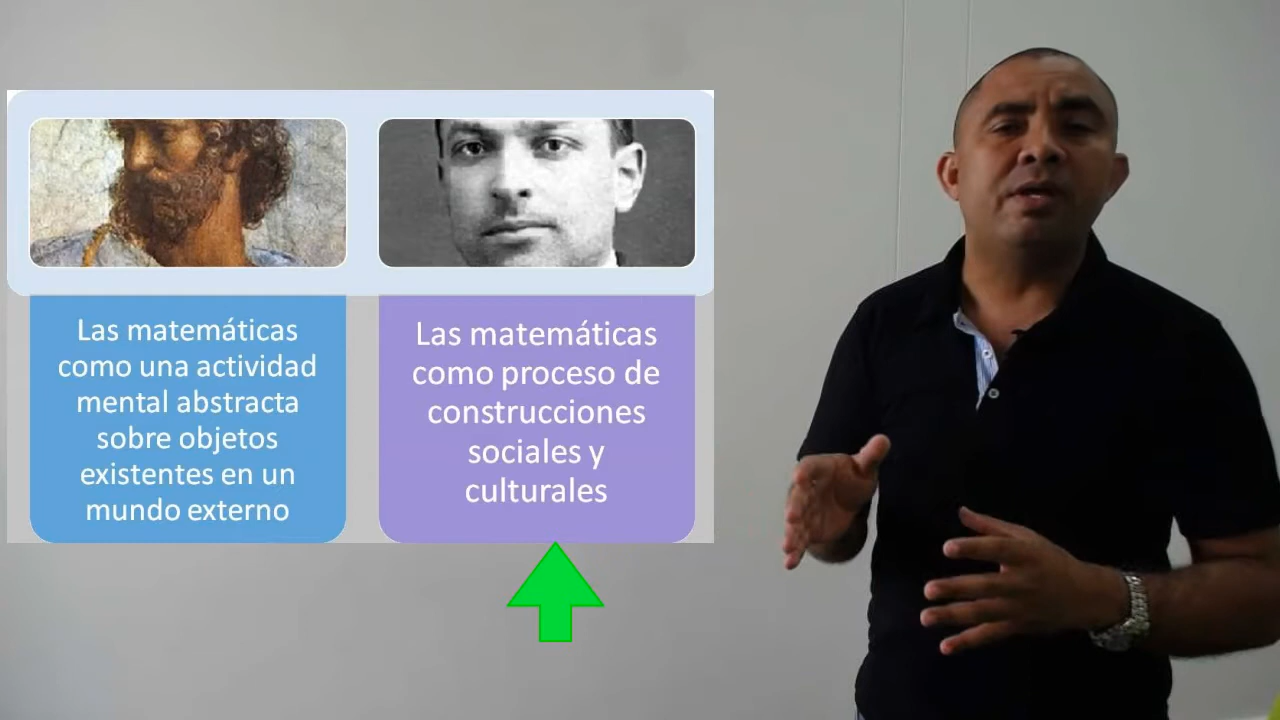 Las matemáticas
como una actividad
mental abstracta
sobre objetos
existentes en un
mundo externo
Las matemáticas
como proceso de
construcciones
sociales y
culturales